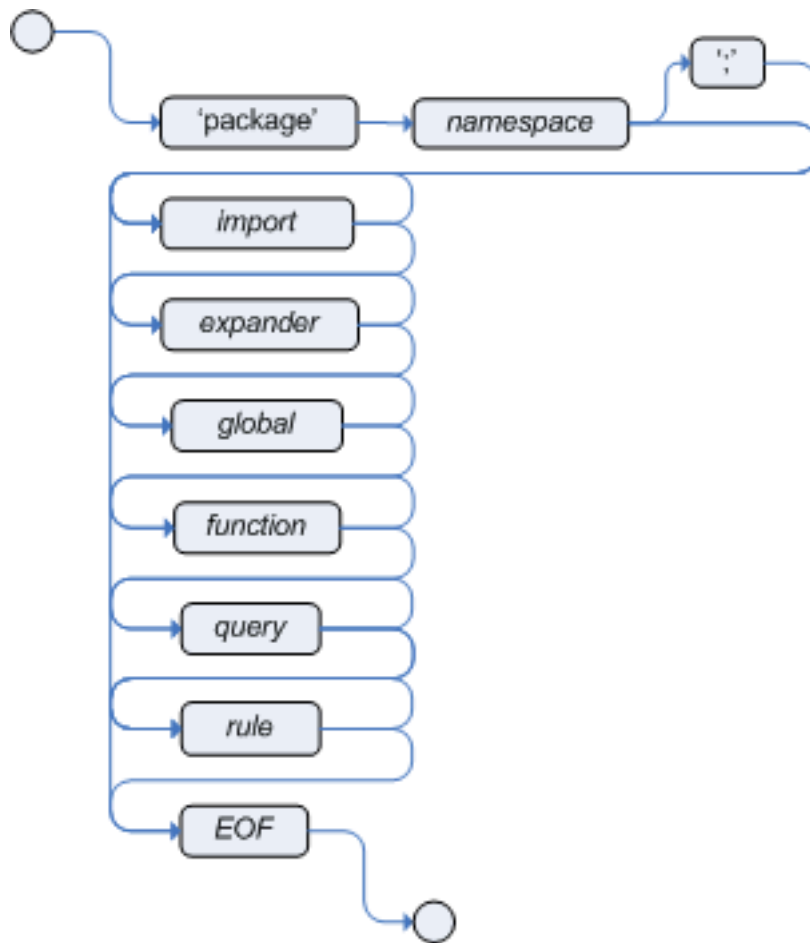 ‘;’
‘package’ namespace
import
expander
global
function
query
rule
EOF